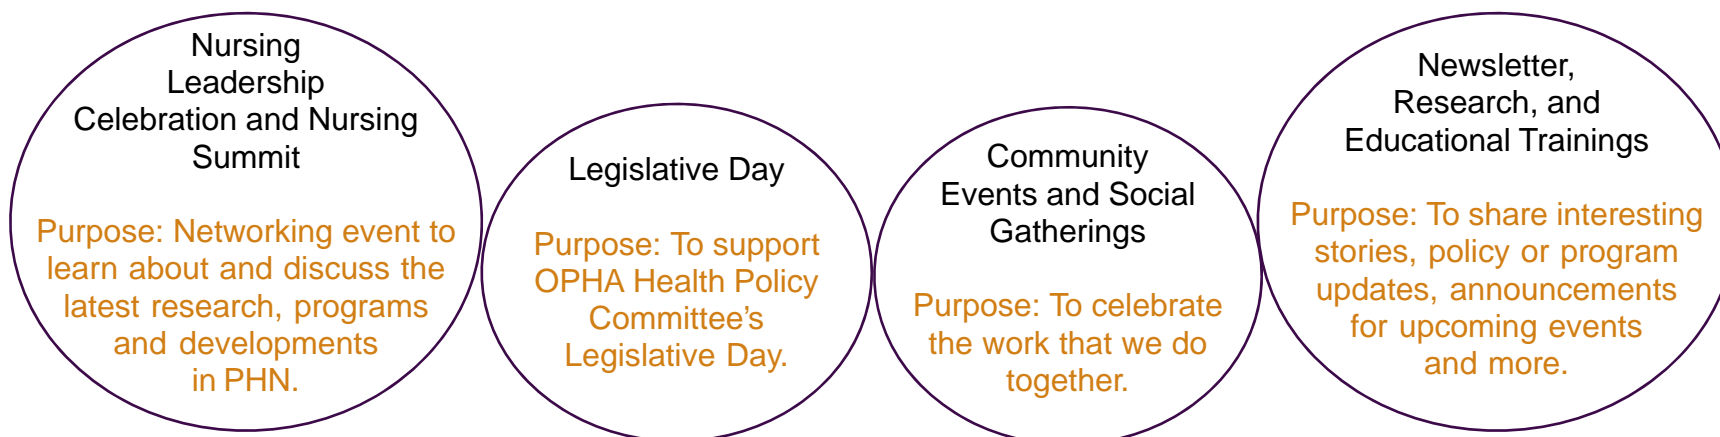 Nursing
Leadership
Celebration and Nursing
Summit
Purpose: Networking event to
learn about and discuss the
latest research, programs
and developments
in PHN.
Legislative Day
Purpose: To support
OPHA Health Policy
Committee’s
Legislative Day.
Community
Events and Social
Gatherings
Purpose: To celebrate
the work that we do
together.
Newsletter,
Research, and
Educational Trainings
Purpose: To share interesting
stories, policy or program
updates, announcements
for upcoming events
and more.